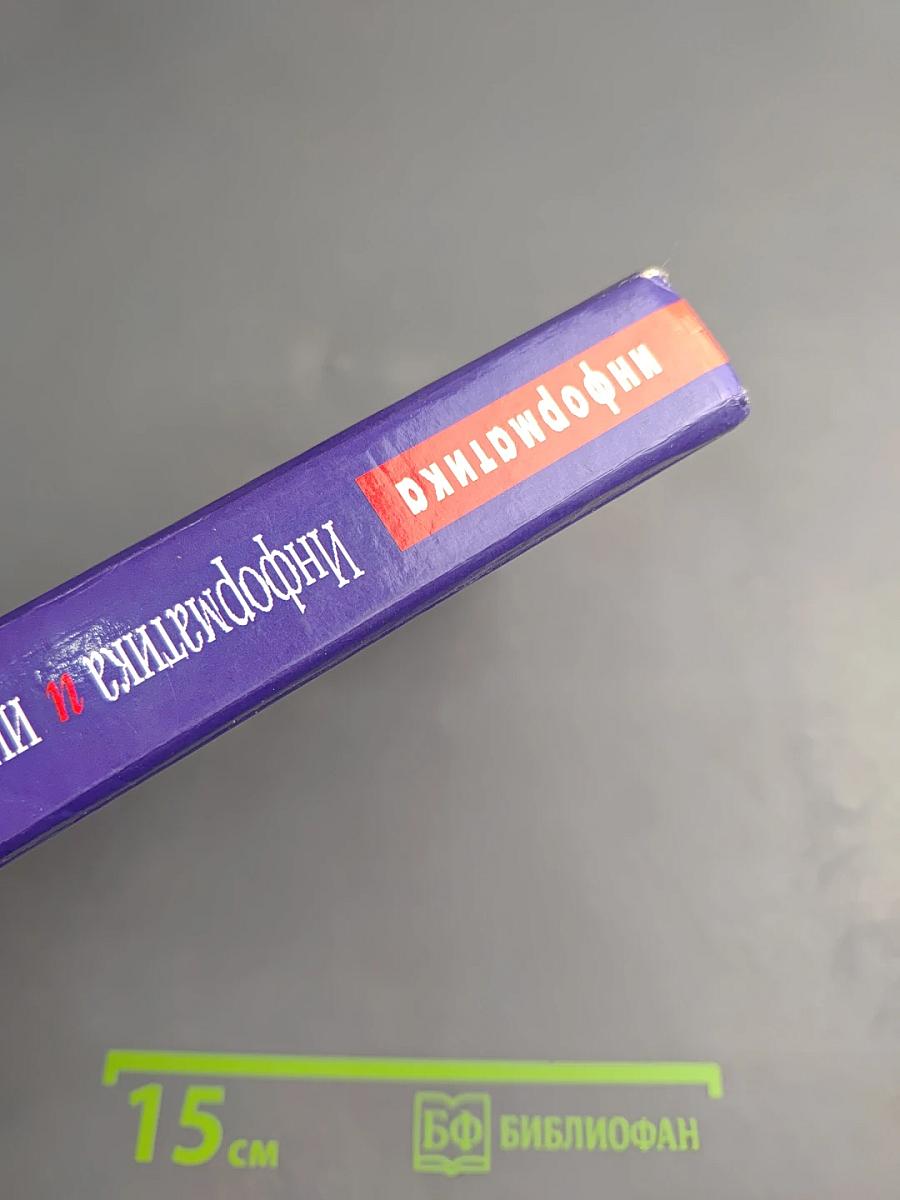 информатика
Информатика и
15 см
БФ БИБЛИОФАН